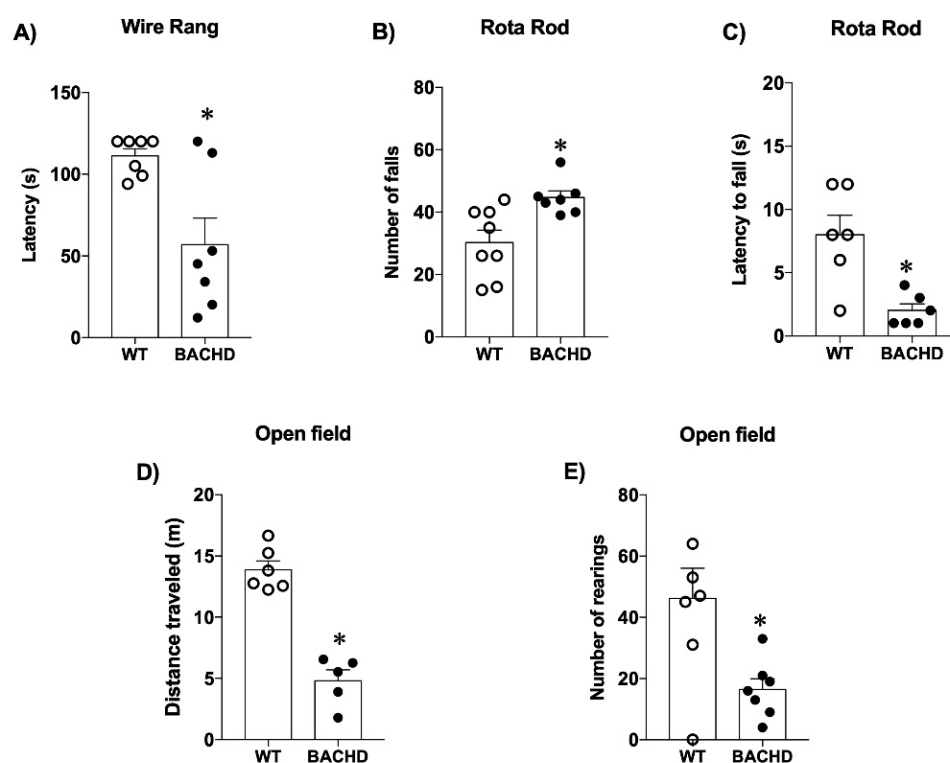 A)
Wire Rang
Latency (s)
150
100
50
0
*
WT
BACHD
B)
Rota Rod
Number of falls
80
60
40
20
0
*
WT
BACHD
C)
Rota Rod
Latency to fall (s)
20
15
10
5
0
*
WT
BACHD
D)
Open field
Distance traveled (m)
20
15
10
5
0
*
WT
BACHD
E)
Open field
Number of rearings
80
60
40
20
0
*
WT
BACHD